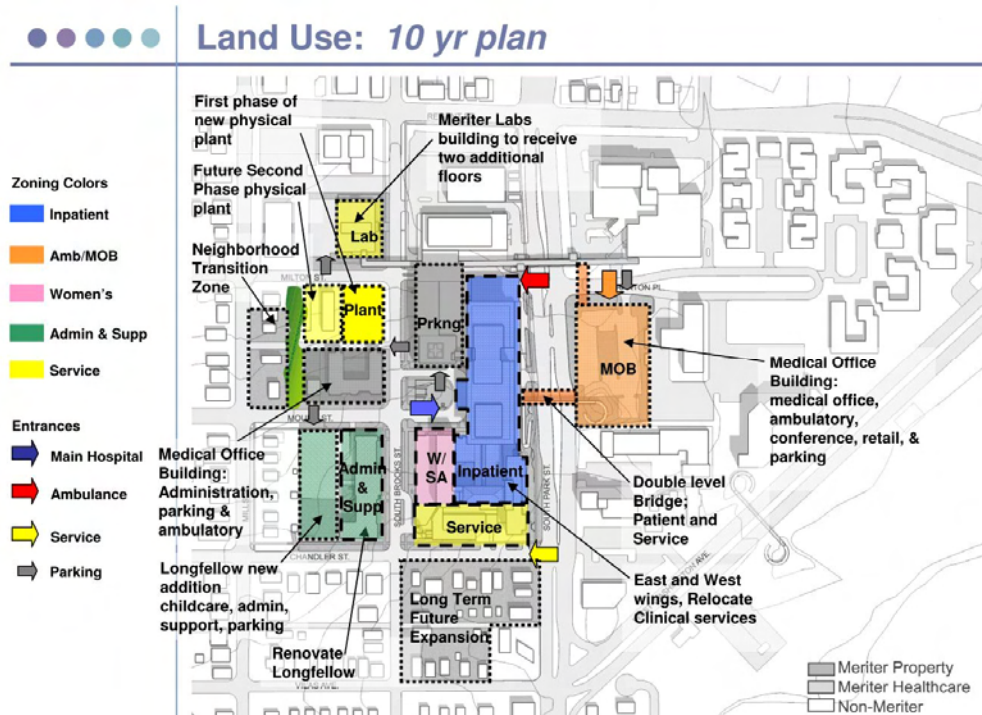 Land Use: 10 yr plan
First phase of
new physical
plant
Meriter Labs
building to receive
two additional
floors
Zoning Colors
Inpatient
Amb/MOB
Women's
Admin & Supp
Service
Future Second
Phase physical
plant
Neighborhood
Transition
Zone
Lab
MILTON ST.
Plant
Prkng
MOB
Medical Office
Building:
medical office,
ambulatory,
conference, retail, &
parking
Entrances
Main Hospital
Ambulance
Service
Parking
Medical Office
Building:
Administration,
parking &
ambulatory
Admin
& Supp
SOUTH BROOKS ST.
W/
SA
Inpatient
Service
SOUTH PARK ST.
Double level
Bridge;
Patient and
Service
CHANDLER ST.
Longfellow new
addition
childcare, admin,
support, parking
Renovate
Longfellow
Long Term
Future
Expansion
East and West
wings, Relocate
Clinical services
VILAS AVE.
Meriter Property
Meriter Healthcare
Non-Meriter